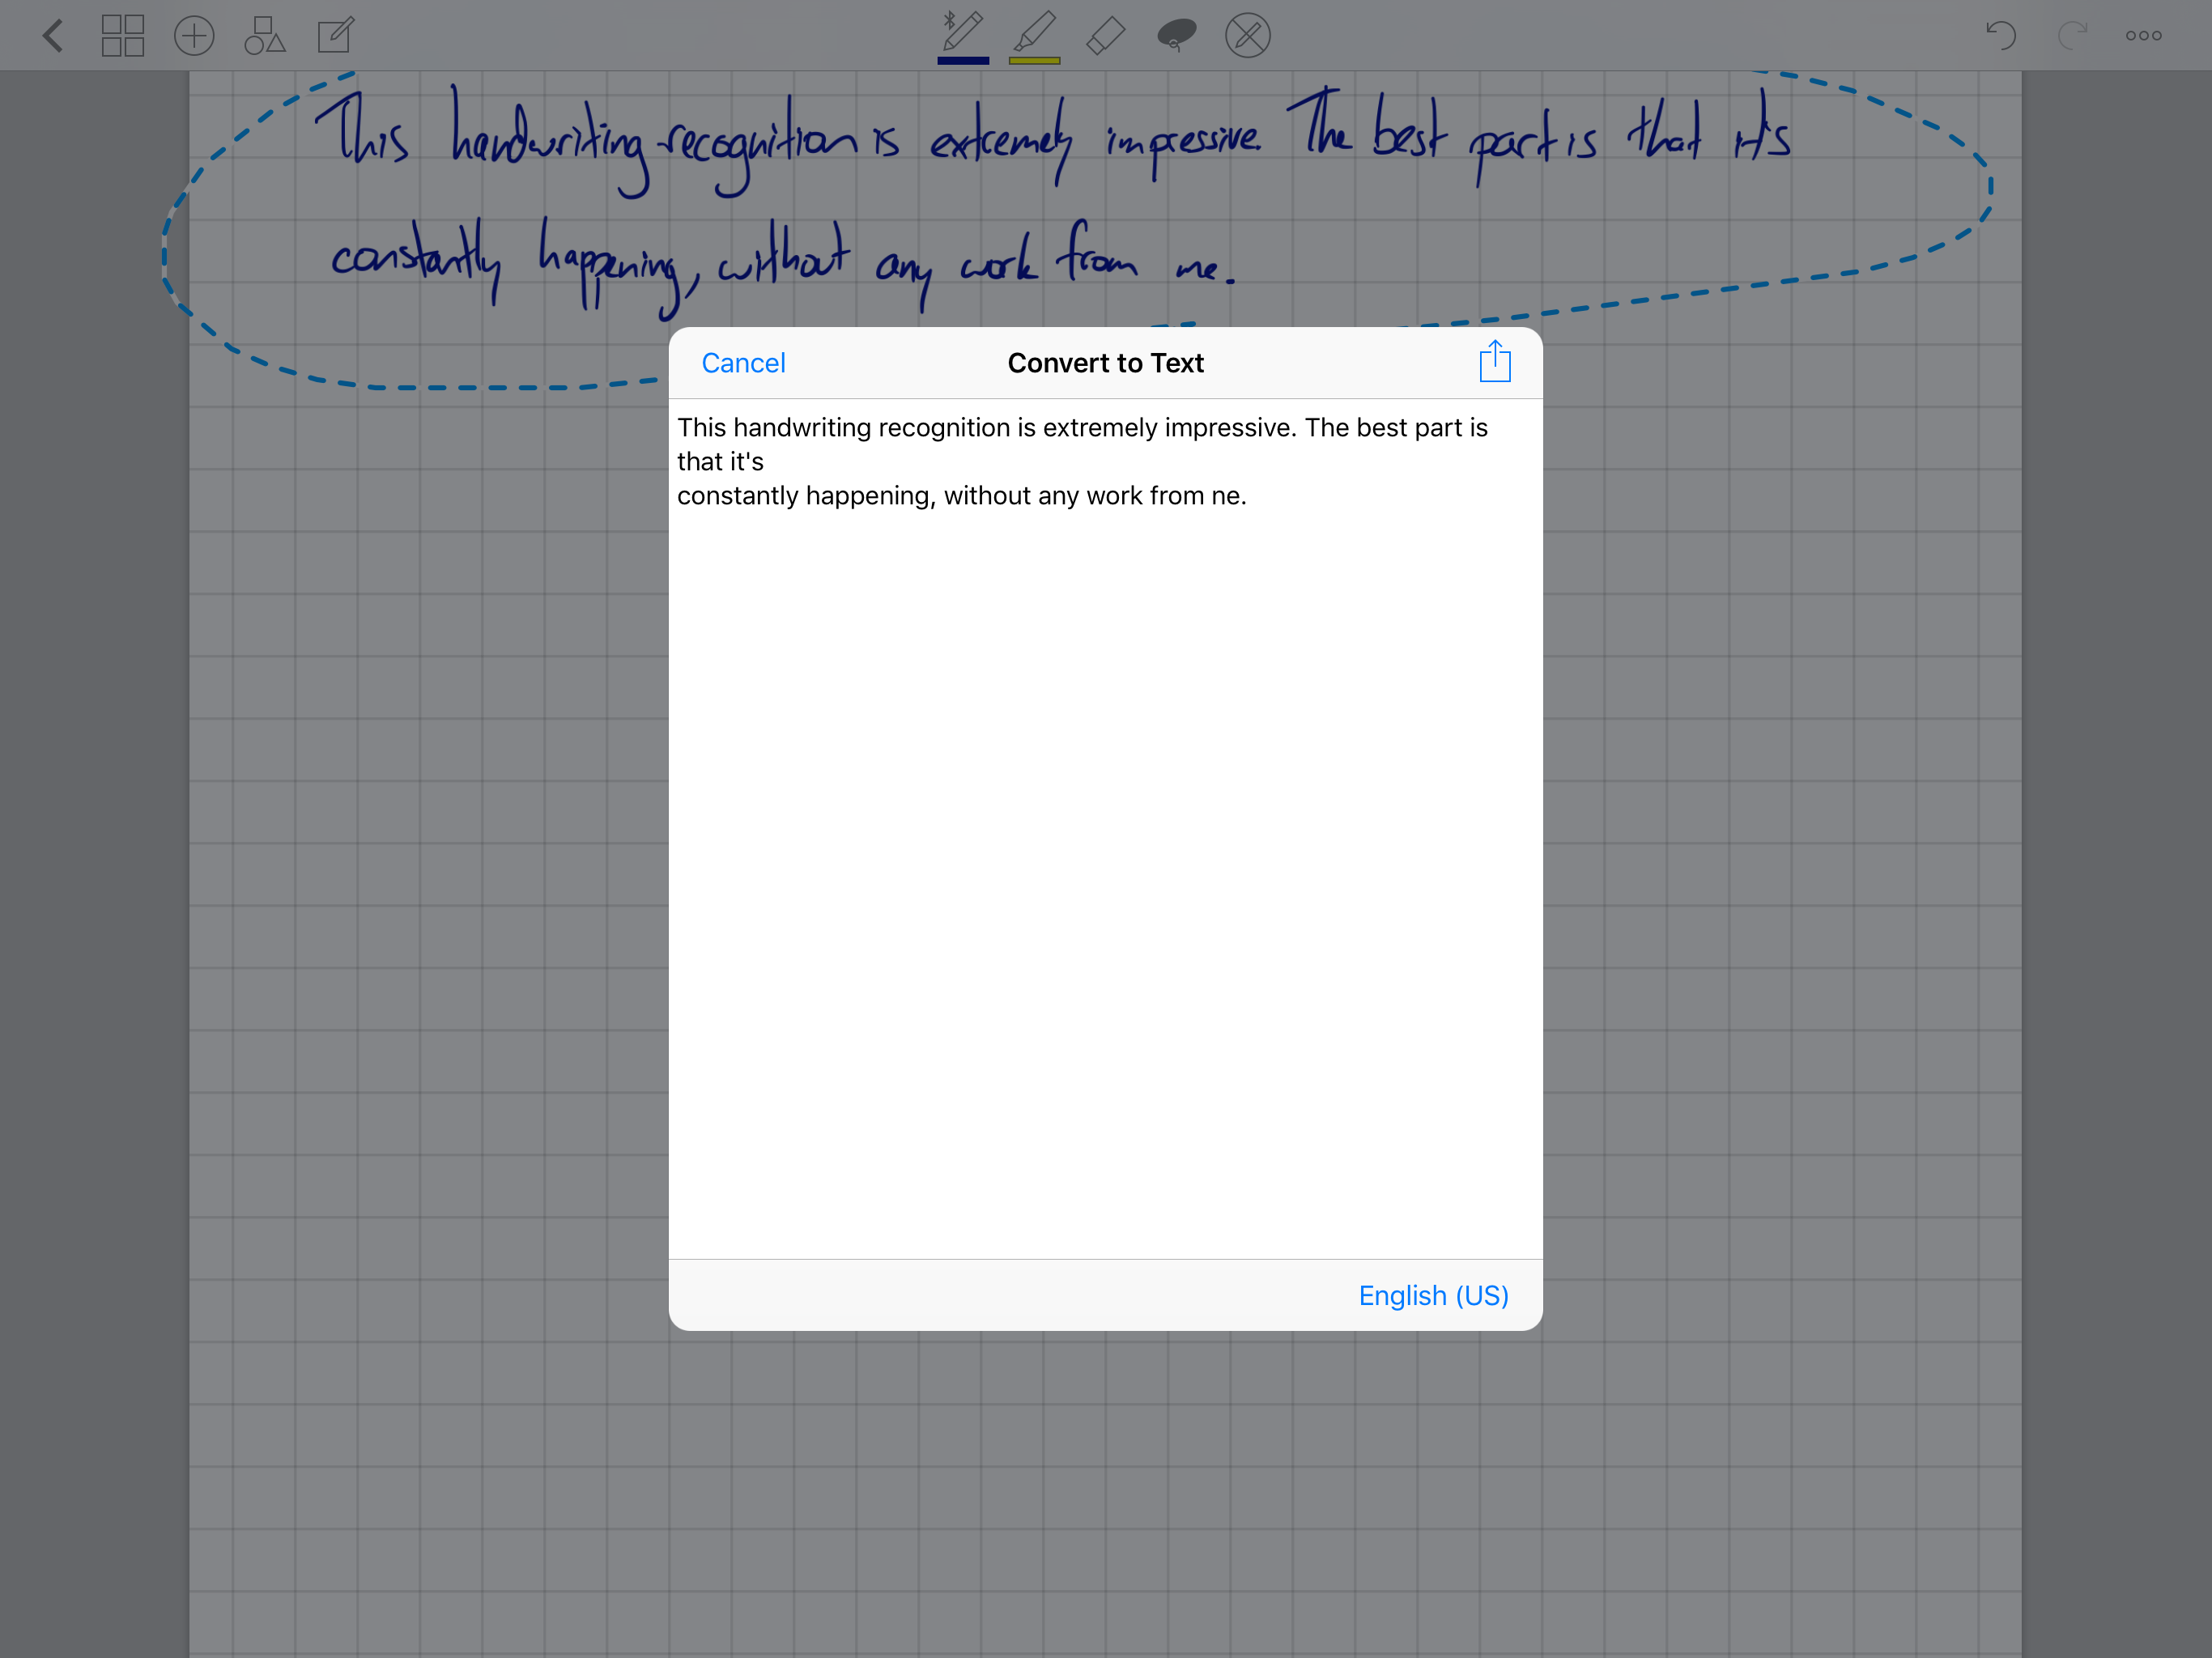 This handwriting recognition is extremely impressive. The best part is that it's
constantly happening, without any work from me.
Cancel
Convert to Text
This handwriting recognition is extremely impressive. The best part is
that it's
constantly happening, without any work from ne.
English (US)